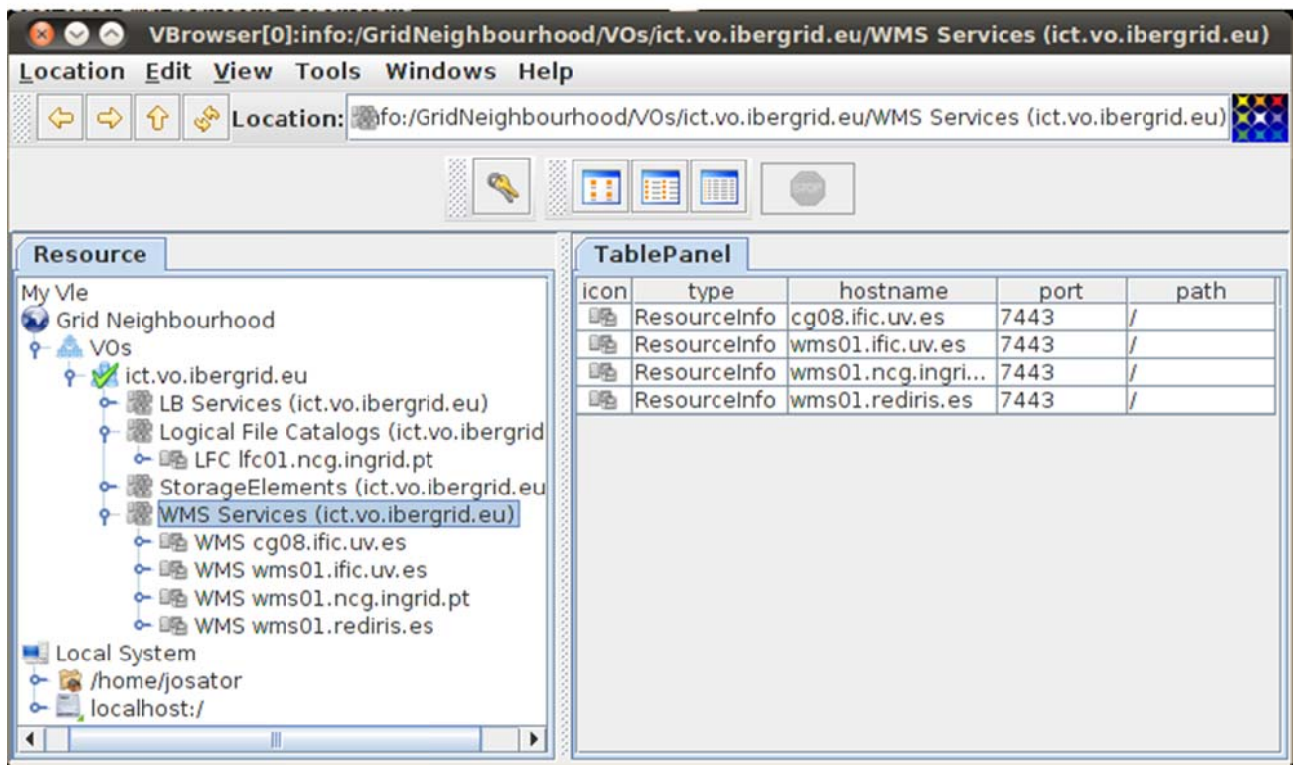 VBrowser[0]:info:/GridNeighbourhood/VOs/ict.vo.ibergrid.eu/WMS Services (ict.vo.ibergrid.eu)
Location Edit View Tools Windows Help
Location: fo:/GridNeighbourhood/VOs/ict.vo.ibergrid.eu/WMS Services (ict.vo.ibergrid.eu)
STOP
Resource
My Vle
Grid Neighbourhood
VOs
ict.vo.ibergrid.eu
LB Services (ict.vo.ibergrid.eu)
Logical File Catalogs (ict.vo.ibergrid
LFC lfc01.ncg.ingrid.pt
StorageElements (ict.vo.ibergrid.eu
WMS Services (ict.vo.ibergrid.eu)
WMS cg08.ific.uv.es
WMS wms01.ific.uv.es
WMS wms01.ncg.ingrid.pt
WMS wms01.rediris.es
Local System
/home/josator
localhost:/
TablePanel
icon type hostname port path
ResourceInfo cg08.ific.uv.es 7443 /
ResourceInfo wms01.ific.uv.es 7443 /
ResourceInfo wms01.ncg.ingri... 7443 /
ResourceInfo wms01.rediris.es 7443 /